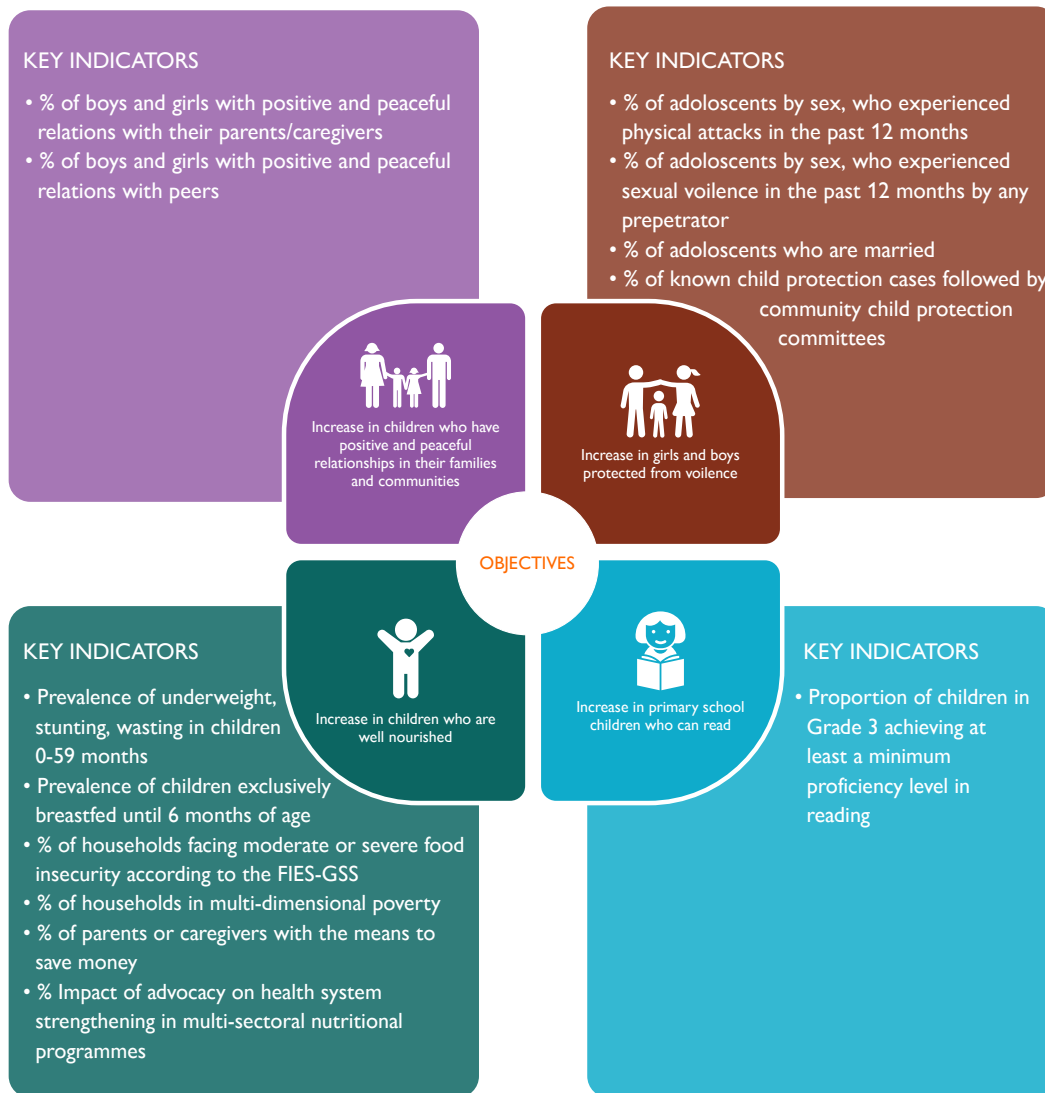 KEY INDICATORS
• % of boys and girls with positive and peaceful
relations with their parents/caregivers
• % of boys and girls with positive and peaceful
relations with peers
KEY INDICATORS
• % of adoloscents by sex, who experienced
physical attacks in the past 12 months
• % of adoloscents by sex, who experienced
sexual voilence in the past 12 months by any
prepetrator
• % of adoloscents who are married
• % of known child protection cases followed by
community child protection
committees
Increase in children who have
positive and peaceful
relationships in their families
and communities
Increase in girls and boys
protected from voilence
OBJECTIVES
Increase in children who are
well nourished
Increase in primary school
children who can read
KEY INDICATORS
• Prevalence of underweight,
stunting, wasting in children
0-59 months
• Prevalence of children exclusively
breastfed until 6 months of age
• % of households facing moderate or severe food
insecurity according to the FIES-GSS
• % of households in multi-dimensional poverty
• % of parents or caregivers with the means to
save money
• % Impact of advocacy on health system
strengthening in multi-sectoral nutritional
programmes
KEY INDICATORS
• Proportion of children in
Grade 3 achieving at
least a minimum
proficiency level in
reading